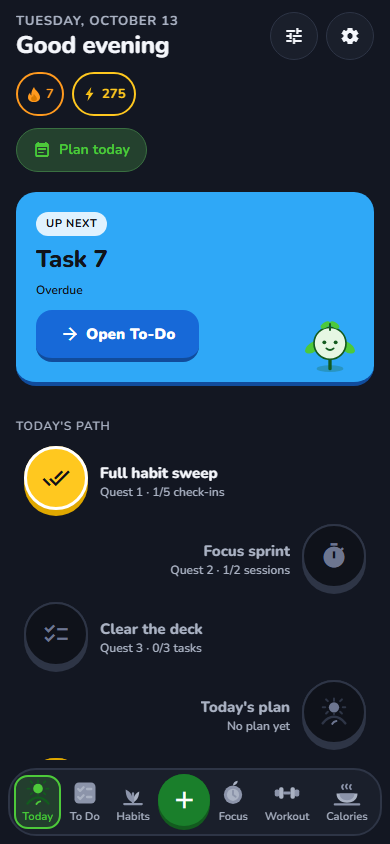 TUESDAY, OCTOBER 13
Good evening
7
275
Plan today
UP NEXT
Task 7
Overdue
Open To-Do
TODAY'S PATH
Full habit sweep
Quest 1 · 1/5 check-ins
Focus sprint
Quest 2 · 1/2 sessions
Clear the deck
Quest 3 · 0/3 tasks
Today's plan
No plan yet
Today
To Do
Habits
Focus
Workout
Calories